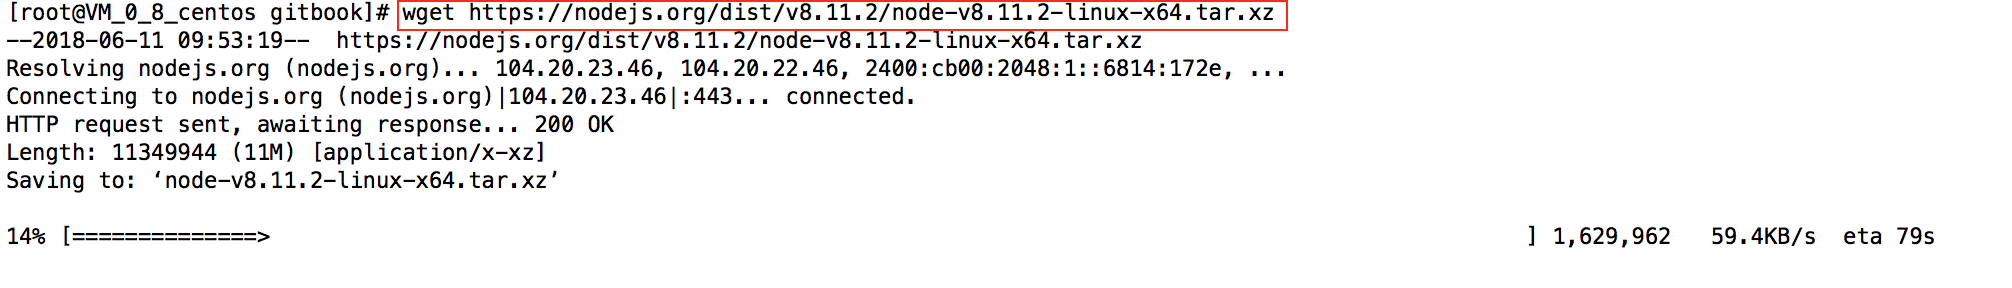 [root@VM_0_8_centos gitbook]# wget https://nodejs.org/dist/v8.11.2/node-v8.11.2-linux-x64.tar.xz
--2018-06-11 09:53:19--  https://nodejs.org/dist/v8.11.2/node-v8.11.2-linux-x64.tar.xz
Resolving nodejs.org (nodejs.org)... 104.20.23.46, 104.20.22.46, 2400:cb00:2048:1::6814:172e, ...
Connecting to nodejs.org (nodejs.org)|104.20.23.46|:443... connected.
HTTP request sent, awaiting response... 200 OK
Length: 11349944 (11M) [application/x-xz]
Saving to: ‘node-v8.11.2-linux-x64.tar.xz’
14% [==============>                                                                                               ] 1,629,962   59.4KB/s  eta 79s